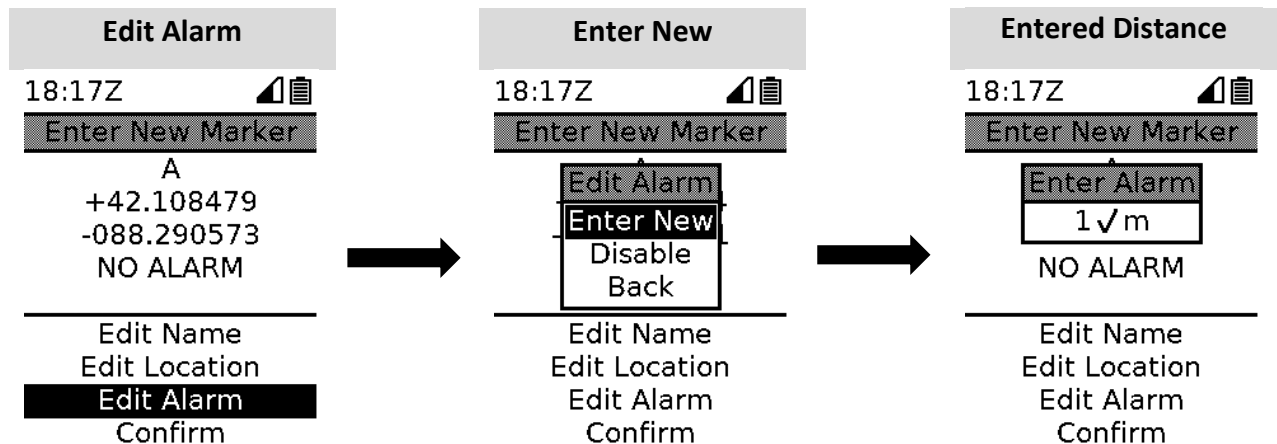 Edit Alarm
18:17Z
Enter New Marker
A
+42.108479
-088.290573
NO ALARM
Edit Name
Edit Location
Edit Alarm
Confirm
Enter New
18:17Z
Enter New Marker
Edit Alarm
Enter New
Disable
Back
Edit Name
Edit Location
Edit Alarm
Confirm
Entered Distance
18:17Z
Enter New Marker
Enter Alarm
1√m
NO ALARM
Edit Name
Edit Location
Edit Alarm
Confirm